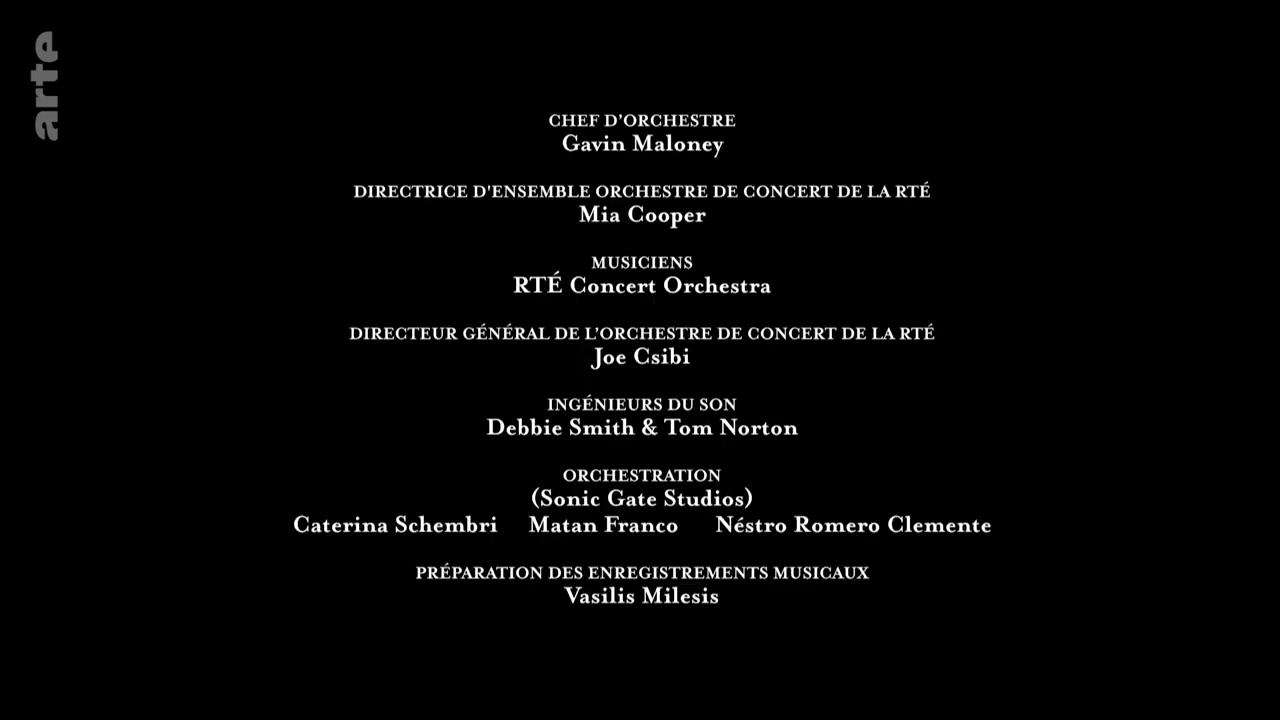 arte
CHEF D’ORCHESTRE
Gavin Maloney
DIRECTRICE D'ENSEMBLE ORCHESTRE DE CONCERT DE LA RTÉ
Mia Cooper
MUSICIENS
RTÉ Concert Orchestra
DIRECTEUR GÉNÉRAL DE L’ORCHESTRE DE CONCERT DE LA RTÉ
Joe Csibi
INGÉNIEURS DU SON
Debbie Smith & Tom Norton
ORCHESTRATION
(Sonic Gate Studios)
Caterina Schembri Matan Franco Néstro Romero Clemente
PRÉPARATION DES ENREGISTREMENTS MUSICAUX
Vasilis Milesis